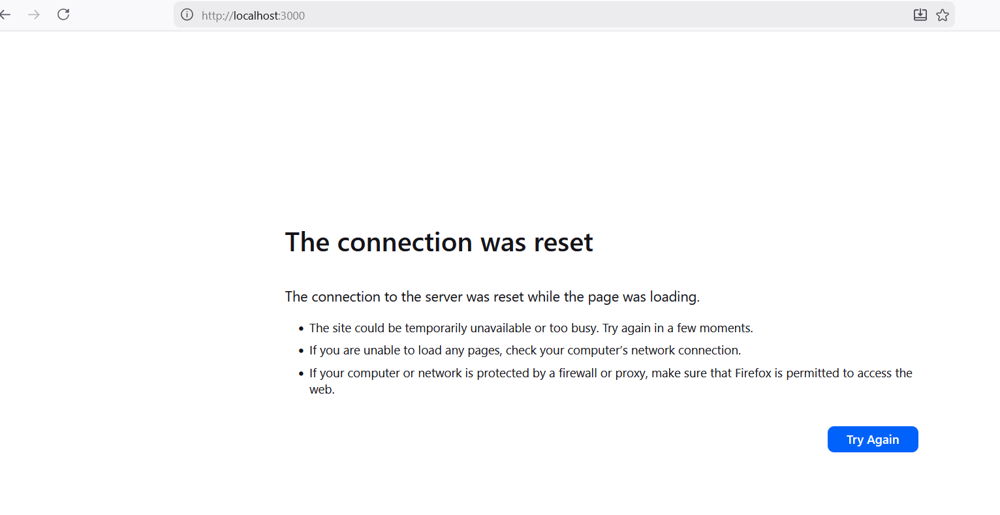 http://localhost:3000
The connection was reset
The connection to the server was reset while the page was loading.
• The site could be temporarily unavailable or too busy. Try again in a few moments.
• If you are unable to load any pages, check your computer’s network connection.
• If your computer or network is protected by a firewall or proxy, make sure that Firefox is permitted to access the
web.
Try Again